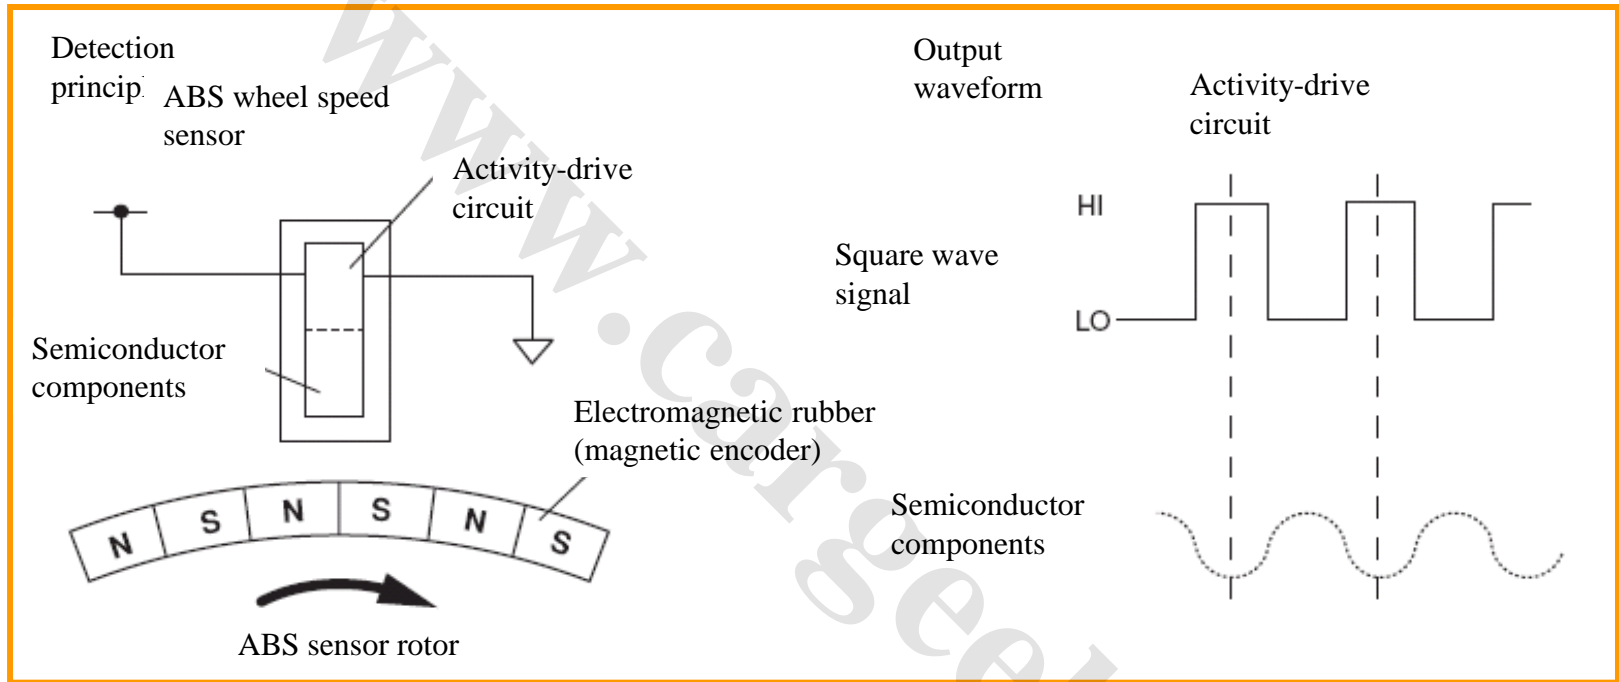 Detection
princip
ABS wheel speed
sensor
Activity-drive
circuit
Semiconductor
components
Electromagnetic rubber
(magnetic encoder)
N S N S N S
ABS sensor rotor
Output
waveform
Activity-drive
circuit
HI
Square wave
signal
LO
Semiconductor
components
www.cargeek